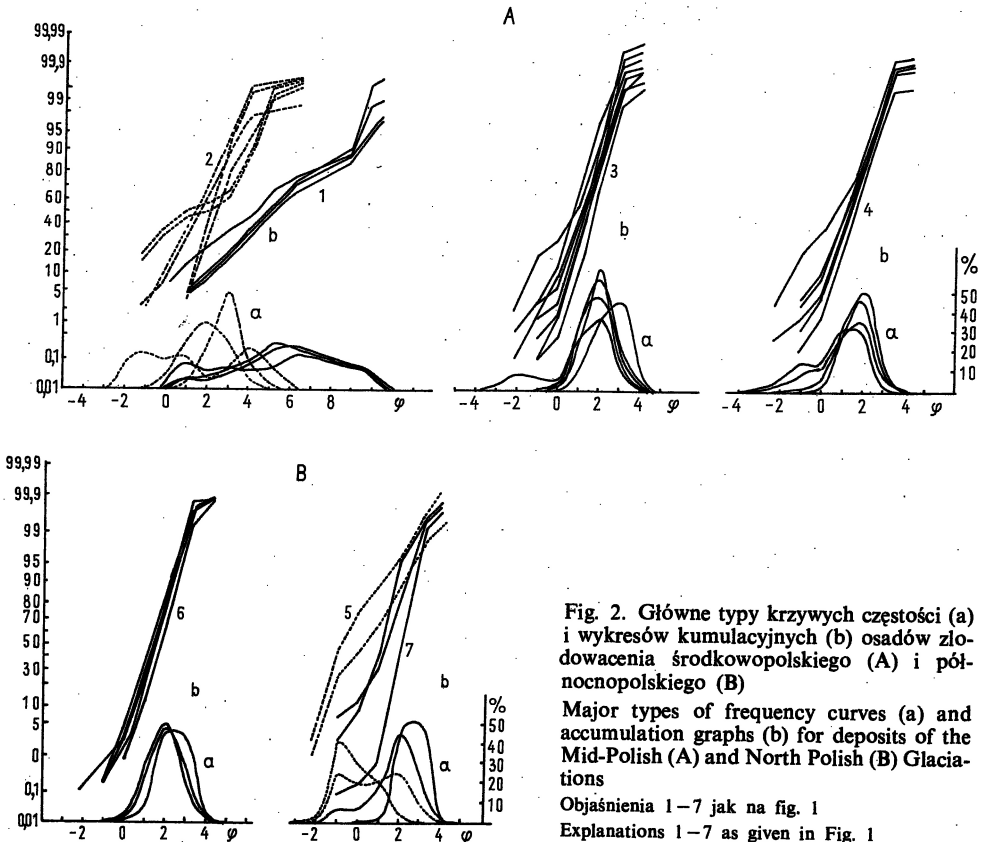 A
99,99
99,9
99
95
90
80
60
40
20
10
5
1
0,1
0,01
2
1
b
a
-4 -2 0 2 4 6 8 φ
3
b
a
-4 -2 0 2 4 φ
4
b
a
%
50
40
30
20
10
-4 -2 0 2 4 φ
B
99,99
99,9
99
95
90
80
70
50
30
10
5
0
0,1
0,01
6
b
a
-2 0 2 4 φ
5
7
b
a
%
50
40
30
20
10
-2 0 2 4 φ
Fig. 2. Główne typy krzywych częstości (a)
i wykresów kumulacyjnych (b) osadów zlo-
dowacenia środkowopolskiego (A) i pół-
nocnopolskiego (B)
Major types of frequency curves (a) and
accumulation graphs (b) for deposits of the
Mid-Polish (A) and North Polish (B) Glacia-
tions
Objaśnienia 1–7 jak na fig. 1
Explanations 1–7 as given in Fig. 1